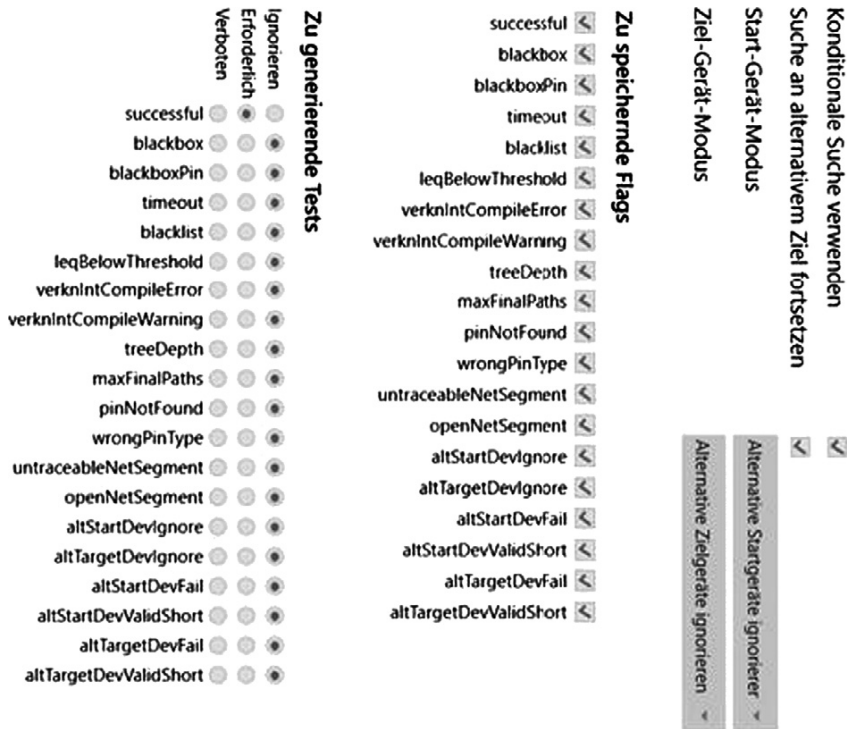 Konditionale Suche verwenden
Suche an alternativem Ziel fortsetzen
Start-Gerät-Modus
Alternative Startgeräte ignorierer
Ziel-Gerät-Modus
Alternative Zielgeräte ignorieren
Zu speichernde Flags
successful
blackbox
blackboxPin
timeout
blacklist
leqBelowThreshold
verknIntCompileError
verknIntCompileWarning
treeDepth
maxFinalPaths
pinNotFound
wrongPinType
untraceableNetSegment
openNetSegment
altStartDevIgnore
altTargetDevIgnore
altStartDevFail
altStartDevValidShort
altTargetDevFail
altTargetDevValidShort
Zu generierende Tests
Ignorieren
Erforderlich
Verboten
successful
blackbox
blackboxPin
timeout
blacklist
leqBelowThreshold
verknIntCompileError
verknIntCompileWarning
treeDepth
maxFinalPaths
pinNotFound
wrongPinType
untraceableNetSegment
openNetSegment
altStartDevIgnore
altTargetDevIgnore
altStartDevFail
altStartDevValidShort
altTargetDevFail
altTargetDevValidShort